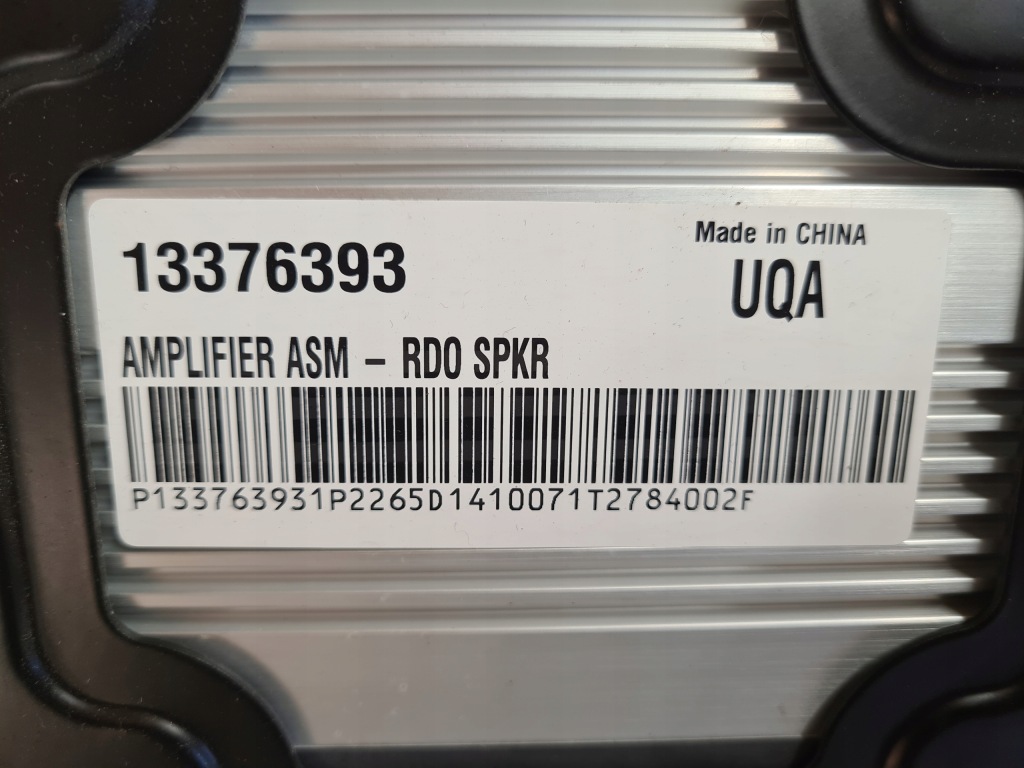 13376393
Made in CHINA
UQA
AMPLIFIER ASM – RDO SPKR
P133763931P2265D1410071T2784002F